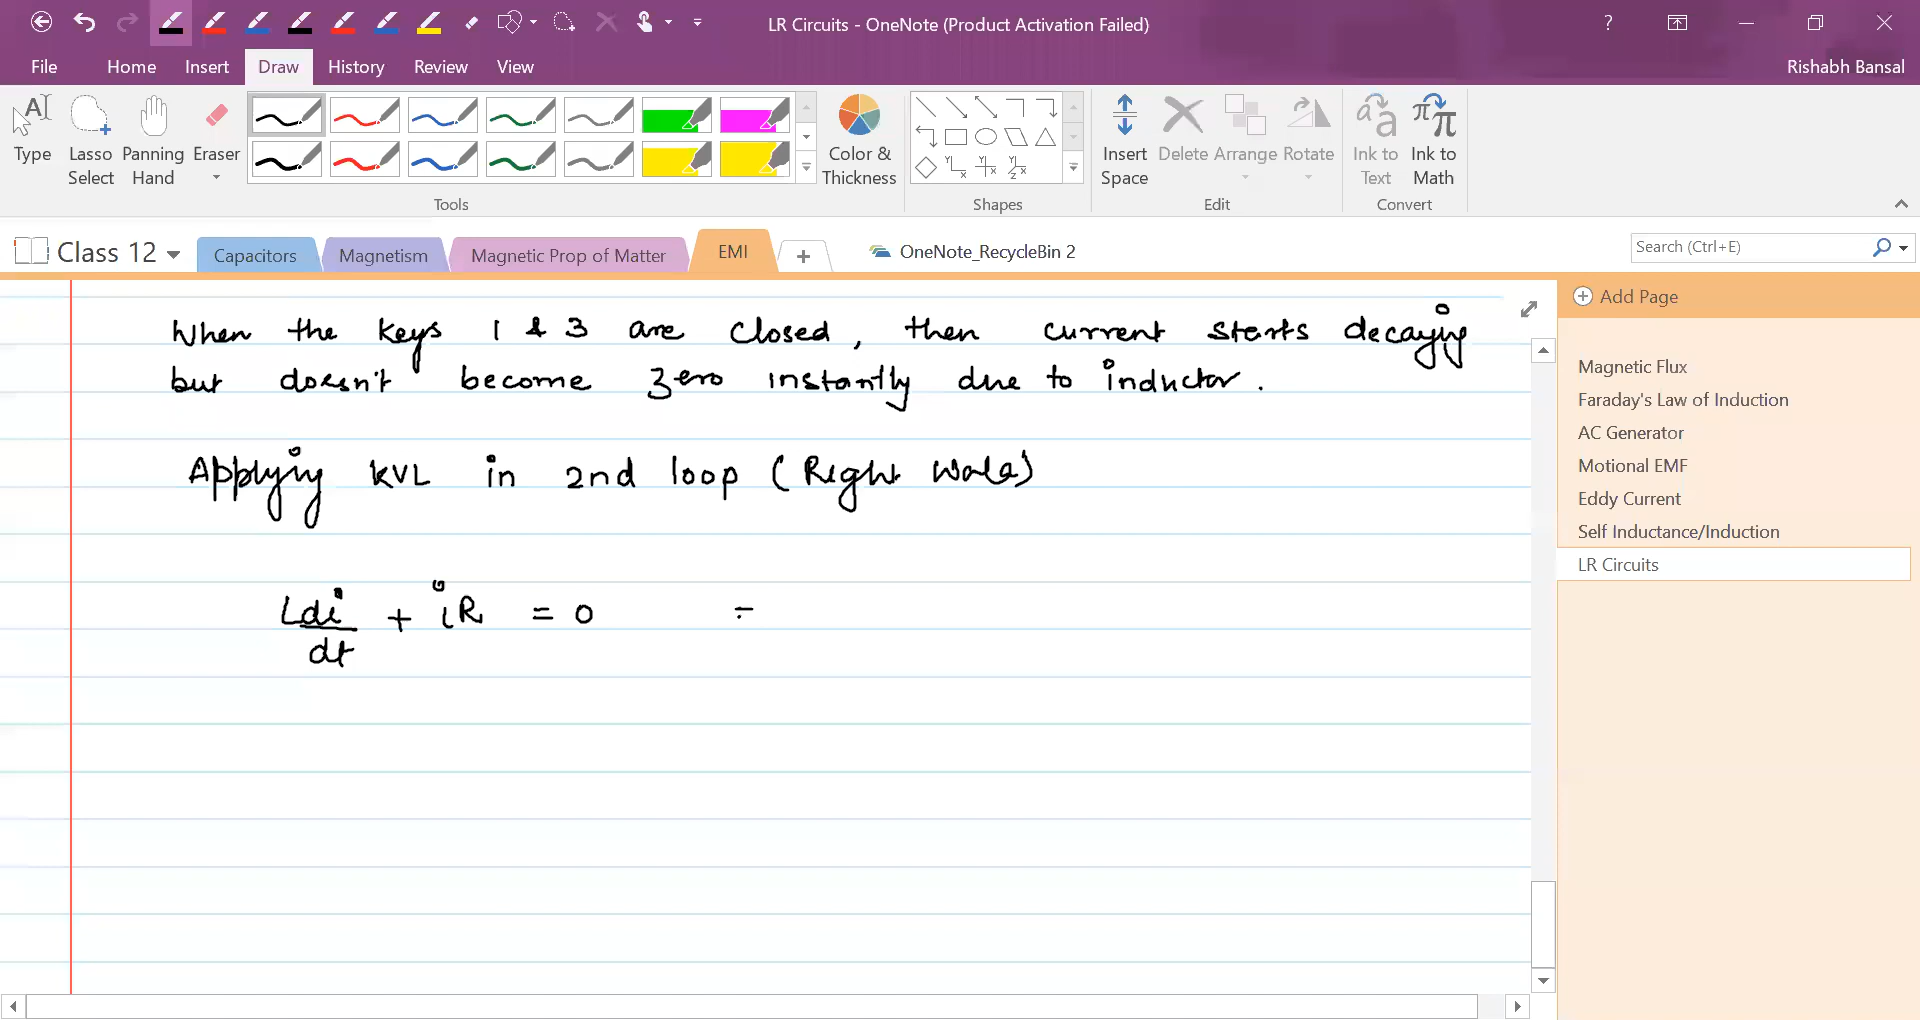 LR Circuits - OneNote (Product Activation Failed)
?
File Home Insert Draw History Review View
Rishabh Bansal
Type
Lasso Select
Panning Hand
Eraser
Color & Thickness
Insert Space
Delete Arrange Rotate
Ink to Text
Ink to Math
Tools
Shapes
Edit
Convert
Class 12
Capacitors
Magnetism
Magnetic Prop of Matter
EMI
+
OneNote_RecycleBin 2
Search (Ctrl+E)
When the keys 1 & 3 are closed, then current starts decaying
but doesn't become zero instantly due to inductor.
Applying KVL in 2nd loop (Right wala)
L di/dt + iR = 0 =
Add Page
Magnetic Flux
Faraday's Law of Induction
AC Generator
Motional EMF
Eddy Current
Self Inductance/Induction
LR Circuits